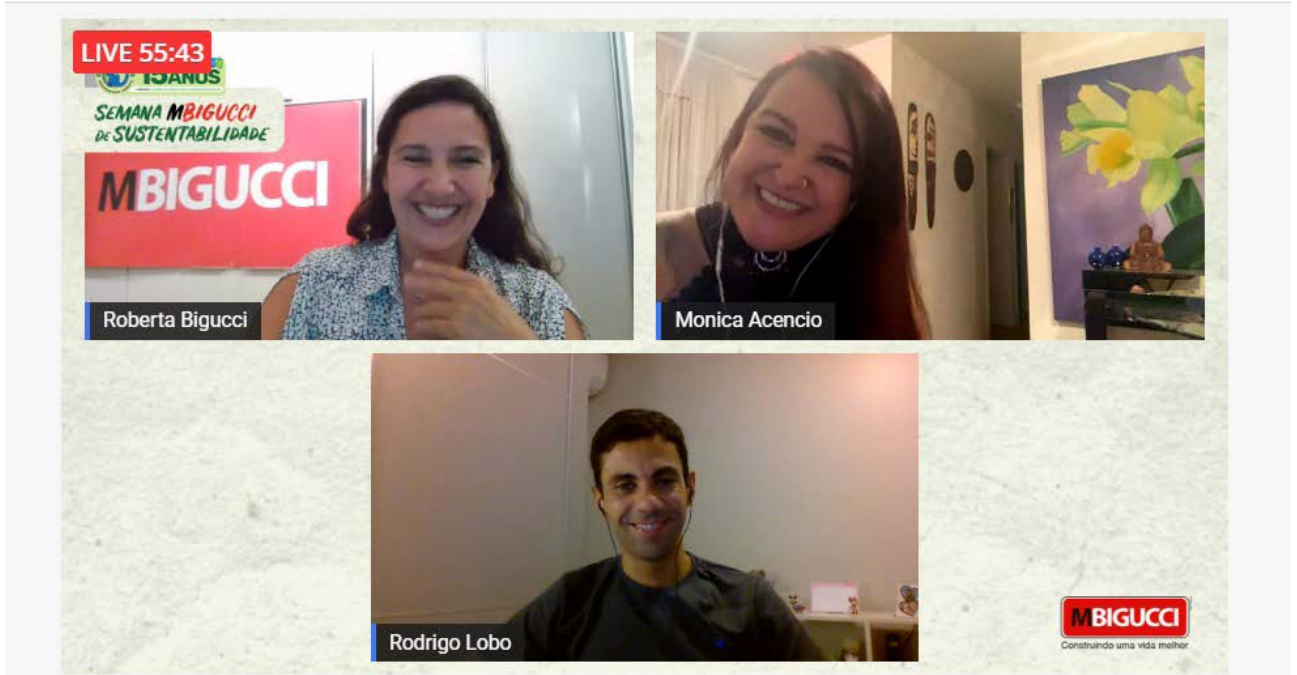 LIVE 55:43
15ANOS
SEMANA MBIGUCCI
DE SUSTENTABILIDADE
MBIGUCCI
Roberta Bigucci
Monica Acencio
Rodrigo Lobo
MBIGUCCI
Construindo uma vida melhor